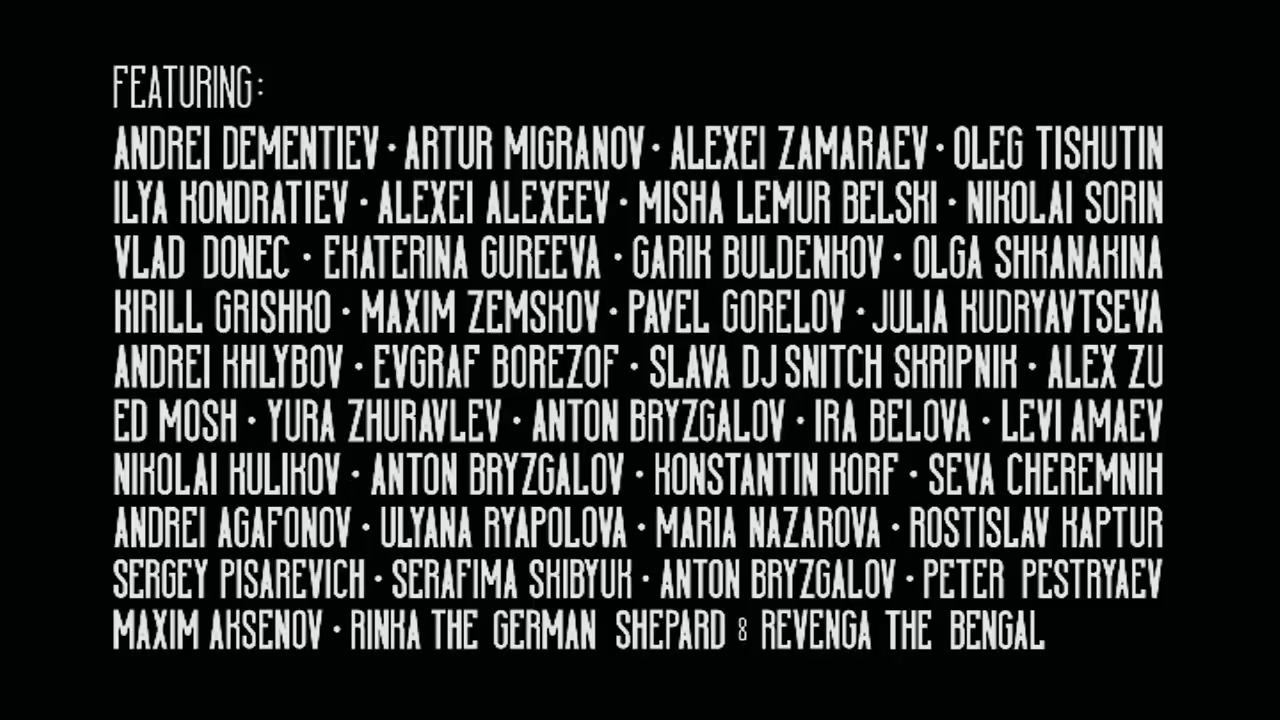 FEATURING:
ANDREI DEMENTIEV · ARTUR MIGRANOV · ALEXEI ZAMARAEV · OLEG TISHUTIN
ILYA KONDRATIEV · ALEXEI ALEXEEV · MISHA LEMUR BELSKI · NIKOLAI SORIN
VLAD DONEC · EKATERINA GUREEVA · GARIK BULDENKOV · OLGA SHKANAKINA
KIRILL GRISHKO · MAXIM ZEMSKOV · PAVEL GORELOV · JULIA KUDRYAVTSEVA
ANDREI KHLYBOV · EVGRAF BOREZOF · SLAVA DJ SNITCH SKRIPNIK · ALEX ZU
ED MOSH · YURA ZHURAVLEV · ANTON BRYZGALOV · IRA BELOVA · LEVI AMAEV
NIKOLAI KULIKOV · ANTON BRYZGALOV · KONSTANTIN KORF · SEVA CHEREMNIH
ANDREI AGAFONOV · ULYANA RYAPOLOVA · MARIA NAZAROVA · ROSTISLAV KAPTUR
SERGEY PISAREVICH · SERAFIMA SKIBYUK · ANTON BRYZGALOV · PETER PESTRYAEV
MAXIM AKSENOV · RINKA THE GERMAN SHEPARD & REVENGA THE BENGAL